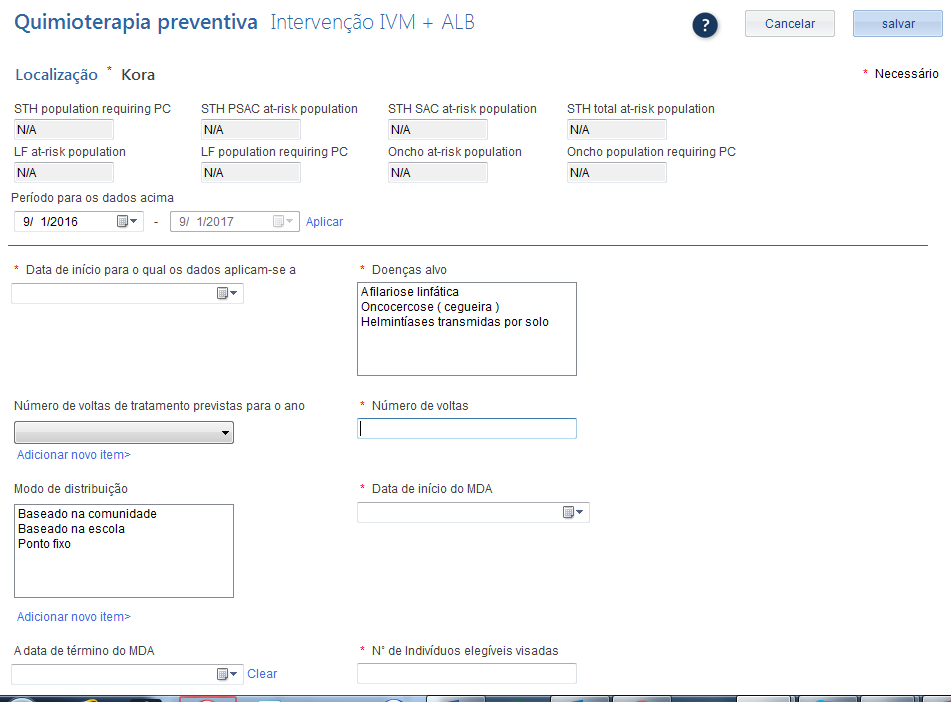 Quimioterapia preventiva Intervenção IVM + ALB
? Cancelar salvar
Localização * Kora
* Necessário
STH population requiring PC STH PSAC at-risk population STH SAC at-risk population STH total at-risk population
N/A N/A N/A N/A
LF at-risk population LF population requiring PC Oncho at-risk population Oncho population requiring PC
N/A N/A N/A N/A
Período para os dados acima
9/ 1/2016 - 9/ 1/2017 Aplicar
* Data de início para o qual os dados aplicam-se a
* Doenças alvo
A filariose linfática
Oncocercose ( cegueira )
Helmintíases transmidas por solo
Número de voltas de tratamento previstas para o ano
* Número de voltas
Adicionar novo item>
Modo de distribuição
* Data de início do MDA
Baseado na comunidade
Baseado na escola
Ponto fixo
Adicionar novo item>
A data de término do MDA
* N° de Indivíduos elegíveis visadas
Clear